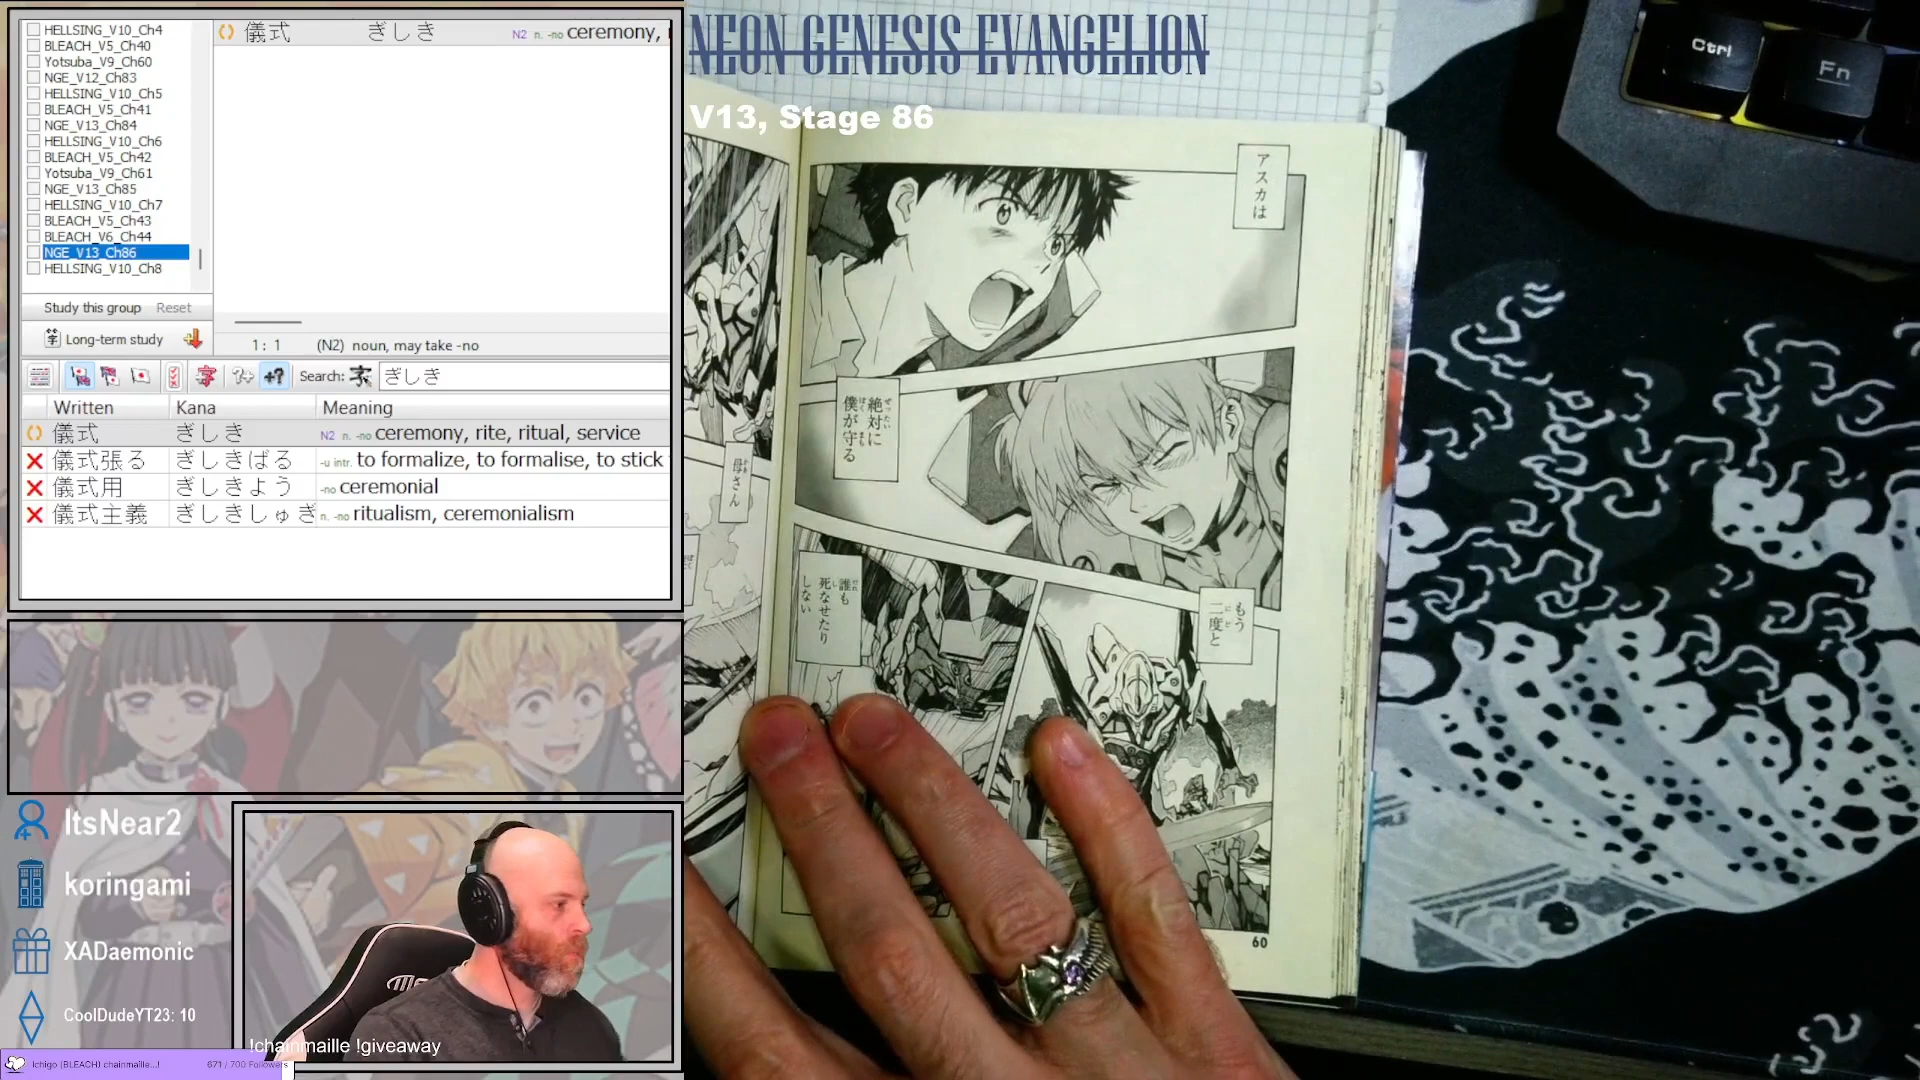 HELLSING_V10_Ch4
BLEACH_V5_Ch40
Yotsuba_V9_Ch60
NGE_V12_Ch83
HELLSING_V10_Ch5
BLEACH_V5_Ch41
NGE_V13_Ch84
HELLSING_V10_Ch6
BLEACH_V5_Ch42
Yotsuba_V9_Ch61
NGE_V13_Ch85
HELLSING_V10_Ch7
BLEACH_V5_Ch43
BLEACH_V6_Ch44
NGE_V13_Ch86
HELLSING_V10_Ch8
Study this group Reset
Long-term study
儀式 ぎしき N2 n. -no ceremony,
1: 1 (N2) noun, may take -no
Search: ぎしき
Written Kana Meaning
儀式 ぎしき N2 n. -no ceremony, rite, ritual, service
儀式張る ぎしきばる -u intr. to formalize, to formalise, to stick
儀式用 ぎしきよう -no ceremonial
儀式主義 ぎしきしゅぎ n. -no ritualism, ceremonialism
NEON GENESIS EVANGELION
V13, Stage 86
アスカは
絶対に
僕が守る
もう
二度と
誰も
死なせたり
しない
母さん
60
Ctrl
Fn
ItsNear2
koringami
XADaemonic
CoolDudeYT23: 10
!chainmaille !giveaway
Ichigo (BLEACH) chainmaille...! 671 / 700 Followers